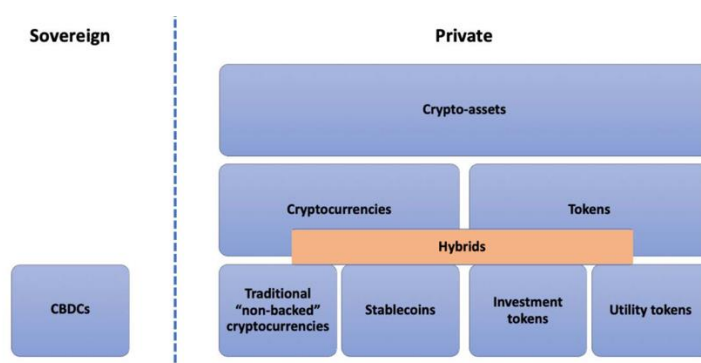 Sovereign
Private
Crypto-assets
Cryptocurrencies
Tokens
Hybrids
CBDCs
Traditional
“non-backed”
cryptocurrencies
Stablecoins
Investment
tokens
Utility tokens